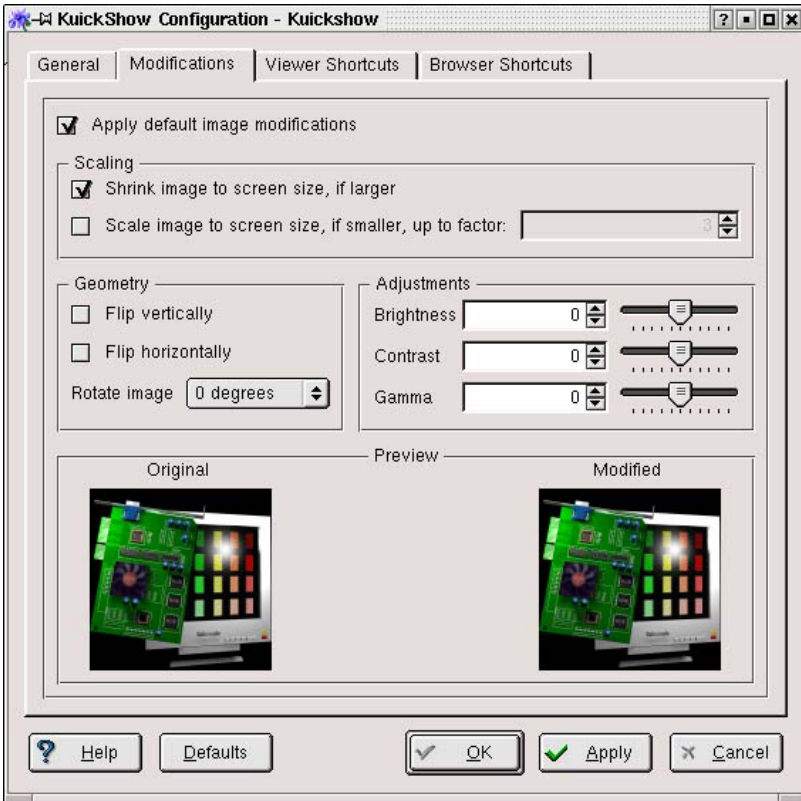 KuickShow Configuration - Kuickshow
General Modifications Viewer Shortcuts Browser Shortcuts
Apply default image modifications
Scaling
Shrink image to screen size, if larger
Scale image to screen size, if smaller, up to factor: 3
Geometry
Flip vertically
Flip horizontally
Rotate image 0 degrees
Adjustments
Brightness 0
Contrast 0
Gamma 0
Preview
Original Modified
Help Defaults OK Apply Cancel